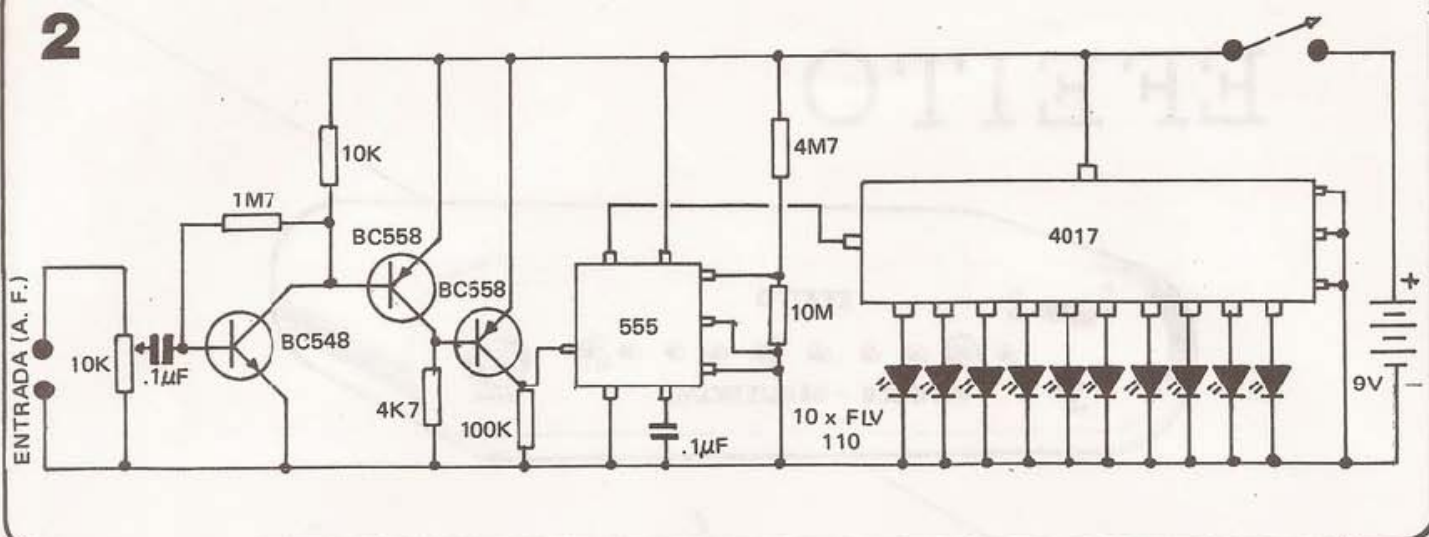 2
10K
1M7
BC558
BC558
BC548
ENTRADA (A. F.)
10K
.1µF
4K7
100K
555
.1µF
4M7
10M
4017
10 x FLV
110
9V
+
−
EFEITO